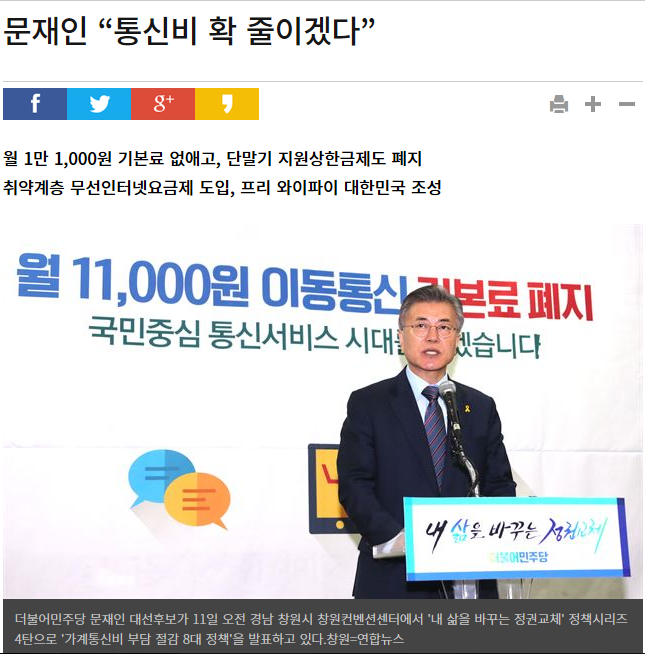 문재인 “통신비 확 줄이겠다”
f
g+
월 1만 1,000원 기본료 없애고, 단말기 지원상한금제도 폐지
취약계층 무선인터넷요금제 도입, 프리 와이파이 대한민국 조성
월 11,000원 이동통신 기본료 폐지
국민중심 통신서비스 시대를 습니다
내 삶을 바꾸는 정권교체
더불어민주당
더불어민주당 문재인 대선후보가 11일 오전 경남 창원시 창원컨벤션센터에서 '내 삶을 바꾸는 정권교체' 정책시리즈
4탄으로 '가계통신비 부담 절감 8대 정책'을 발표하고 있다.창원=연합뉴스